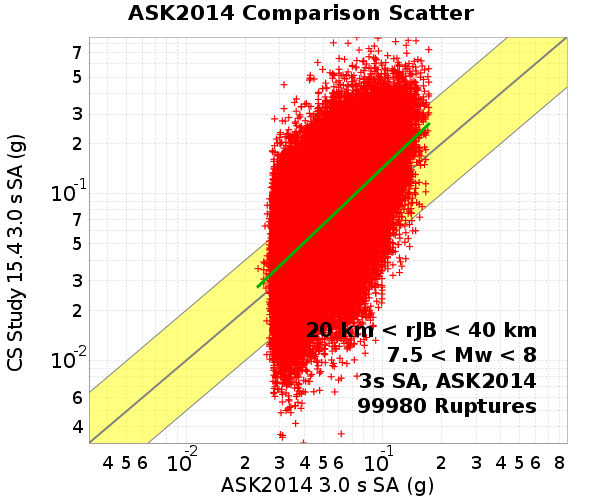 ASK2014 Comparison Scatter
7
5
3
2
10-1
7
5
3
2
10-2
6
4
CS Study 15.4 3.0 s SA (g)
20 km < rJB < 40 km
7.5 < Mw < 8
3s SA, ASK2014
99980 Ruptures
4 5 6 10-2 2 3 4 5 6 10-1 2 3 4 5 6 8
ASK2014 3.0 s SA (g)